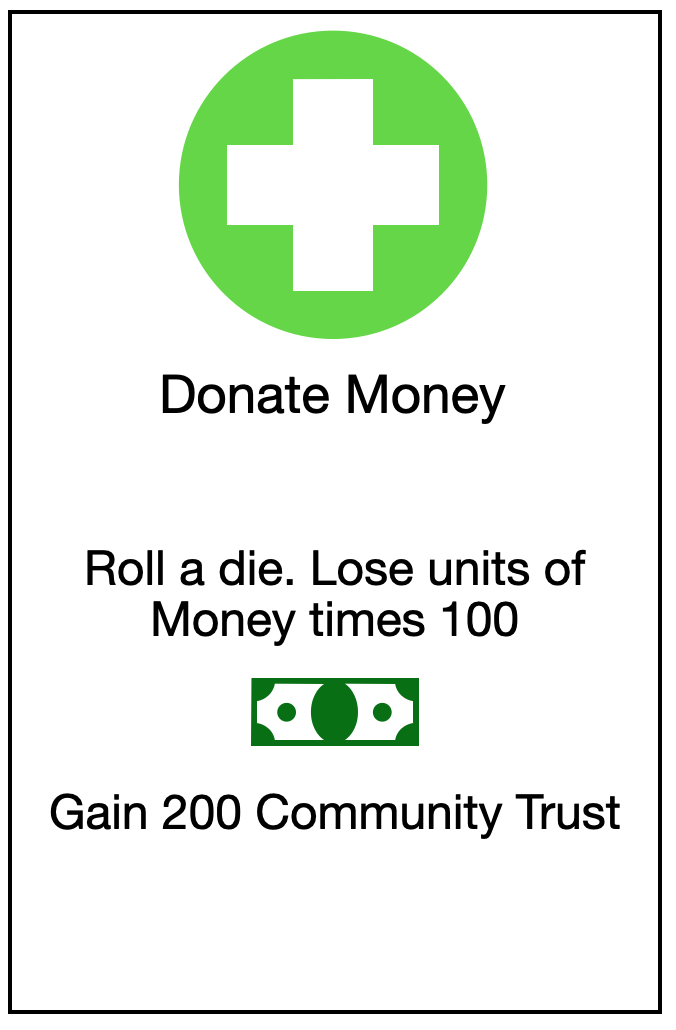 Donate Money
Roll a die. Lose units of
Money times 100
Gain 200 Community Trust